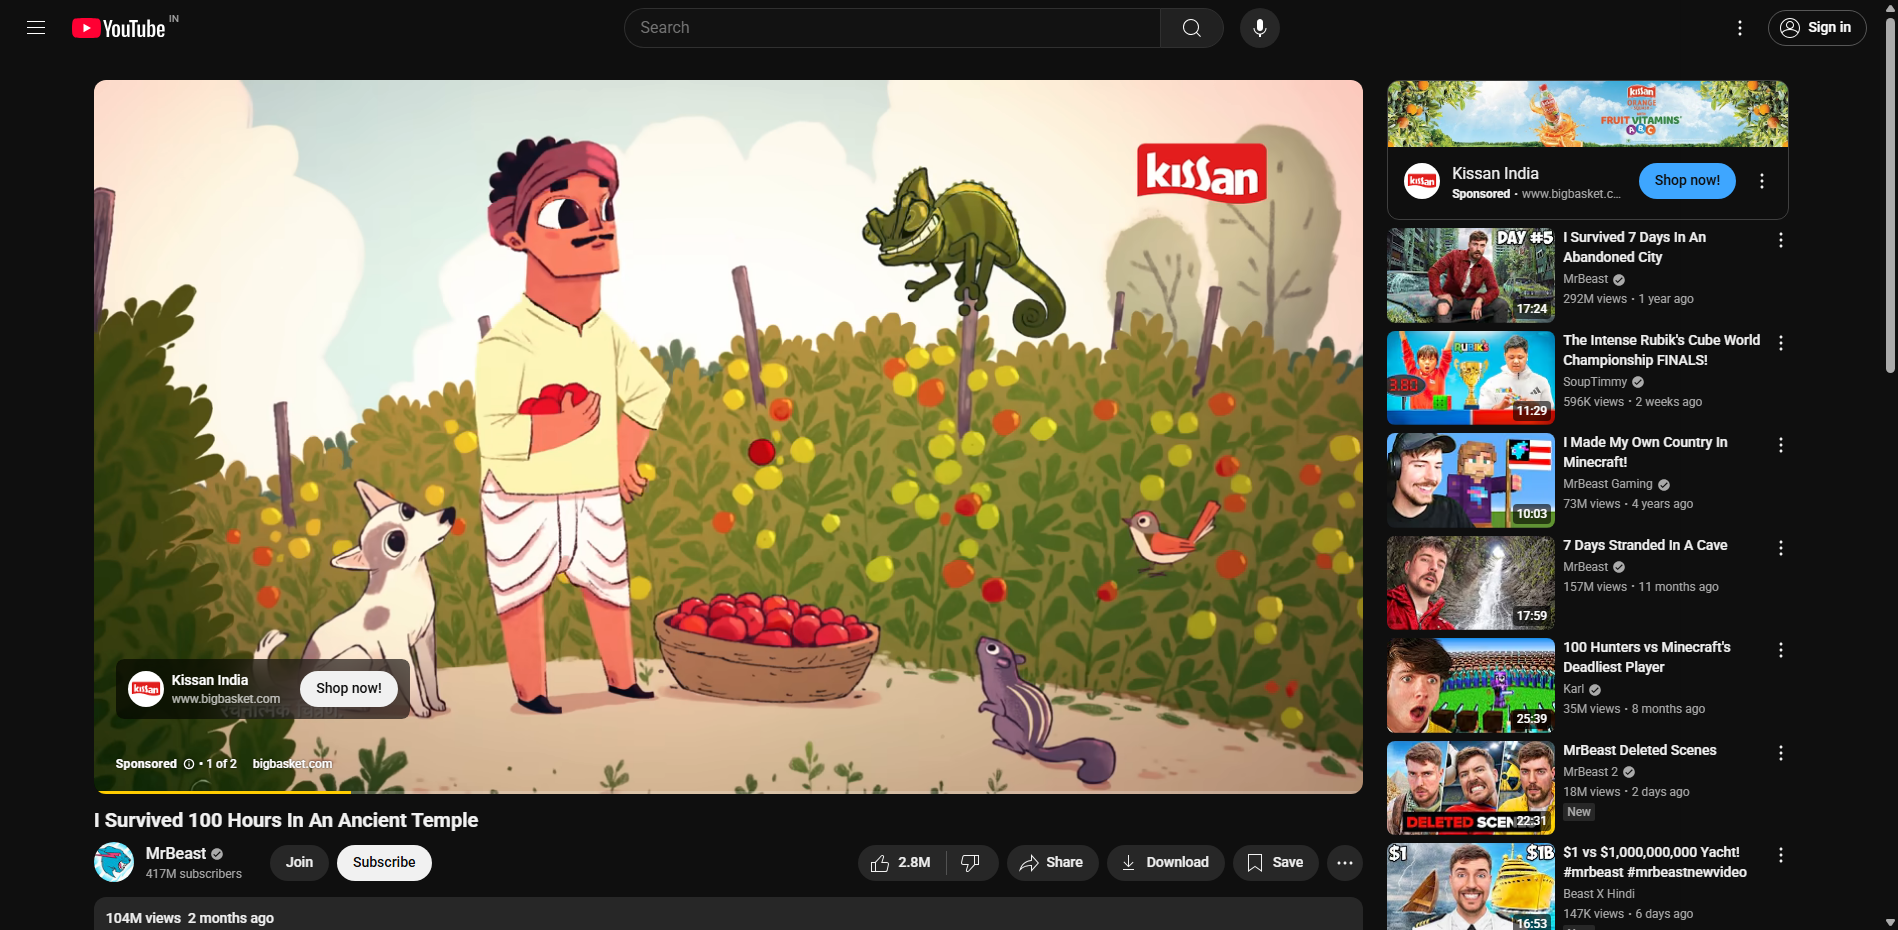 YouTube IN
Search
Sign in
kissan
kissan
Kissan India
www.bigbasket.com
Shop now!
Sponsored • 1 of 2 bigbasket.com
I Survived 100 Hours In An Ancient Temple
MrBeast
417M subscribers
Join
Subscribe
2.8M
Share
Download
Save
104M views 2 months ago
kissan
ORANGE
FRUIT VITAMINS*
A B C
kissan
Kissan India
Sponsored • www.bigbasket.c...
Shop now!
DAY #5
17:24
I Survived 7 Days In An
Abandoned City
MrBeast
292M views • 1 year ago
RUBIK'S
3.80
11:29
The Intense Rubik's Cube World
Championship FINALS!
SoupTimmy
596K views • 2 weeks ago
10:03
I Made My Own Country In
Minecraft!
MrBeast Gaming
73M views • 4 years ago
17:59
7 Days Stranded In A Cave
MrBeast
157M views • 11 months ago
25:39
100 Hunters vs Minecraft's
Deadliest Player
Karl
35M views • 8 months ago
DELETED SCENES
22:31
MrBeast Deleted Scenes
MrBeast 2
18M views • 2 days ago
New
$1
$1B
16:53
$1 vs $1,000,000,000 Yacht!
#mrbeast #mrbeastnewvideo
Beast X Hindi
147K views • 6 days ago